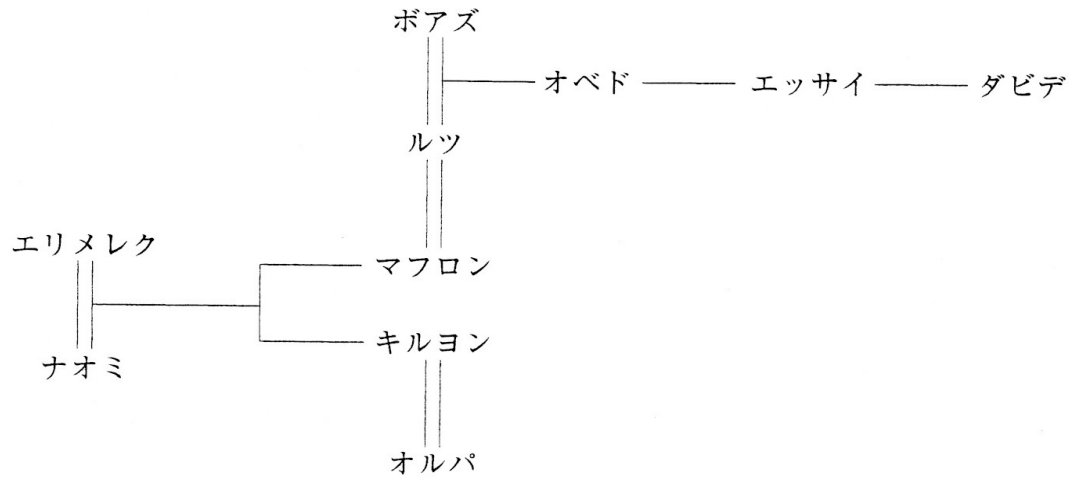 ボアズ
オベド
エッサイ
ダビデ
ルツ
エリメレク
マフロン
キルヨン
ナオミ
オルパ